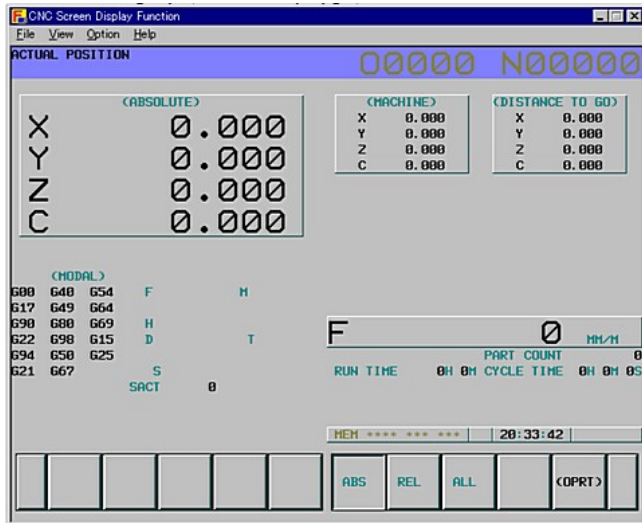 CNC Screen Display Function
File View Option Help
ACTUAL POSITION O0000 N00000
(ABSOLUTE)
X 0.000
Y 0.000
Z 0.000
C 0.000
(MACHINE)
X 0.000
Y 0.000
Z 0.000
C 0.000
(DISTANCE TO GO)
X 0.000
Y 0.000
Z 0.000
C 0.000
(MODAL)
G00 G40 G54 F M
G17 G49 G64
G90 G80 G69 H
G22 G98 G15 D T
G94 G50 G25
G21 G67 S
SACT 0
F 0 MM/M
PART COUNT 0
RUN TIME 0H 0M CYCLE TIME 0H 0M 0S
MEM **** *** *** 20:33:42
ABS REL ALL (OPRT)